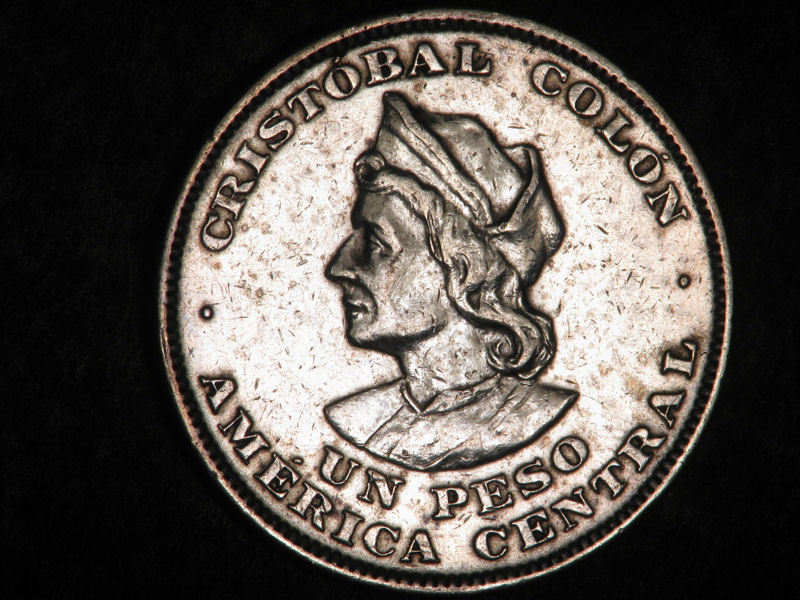 CRISTÓBAL COLÓN
UN PESO
AMÉRICA CENTRAL